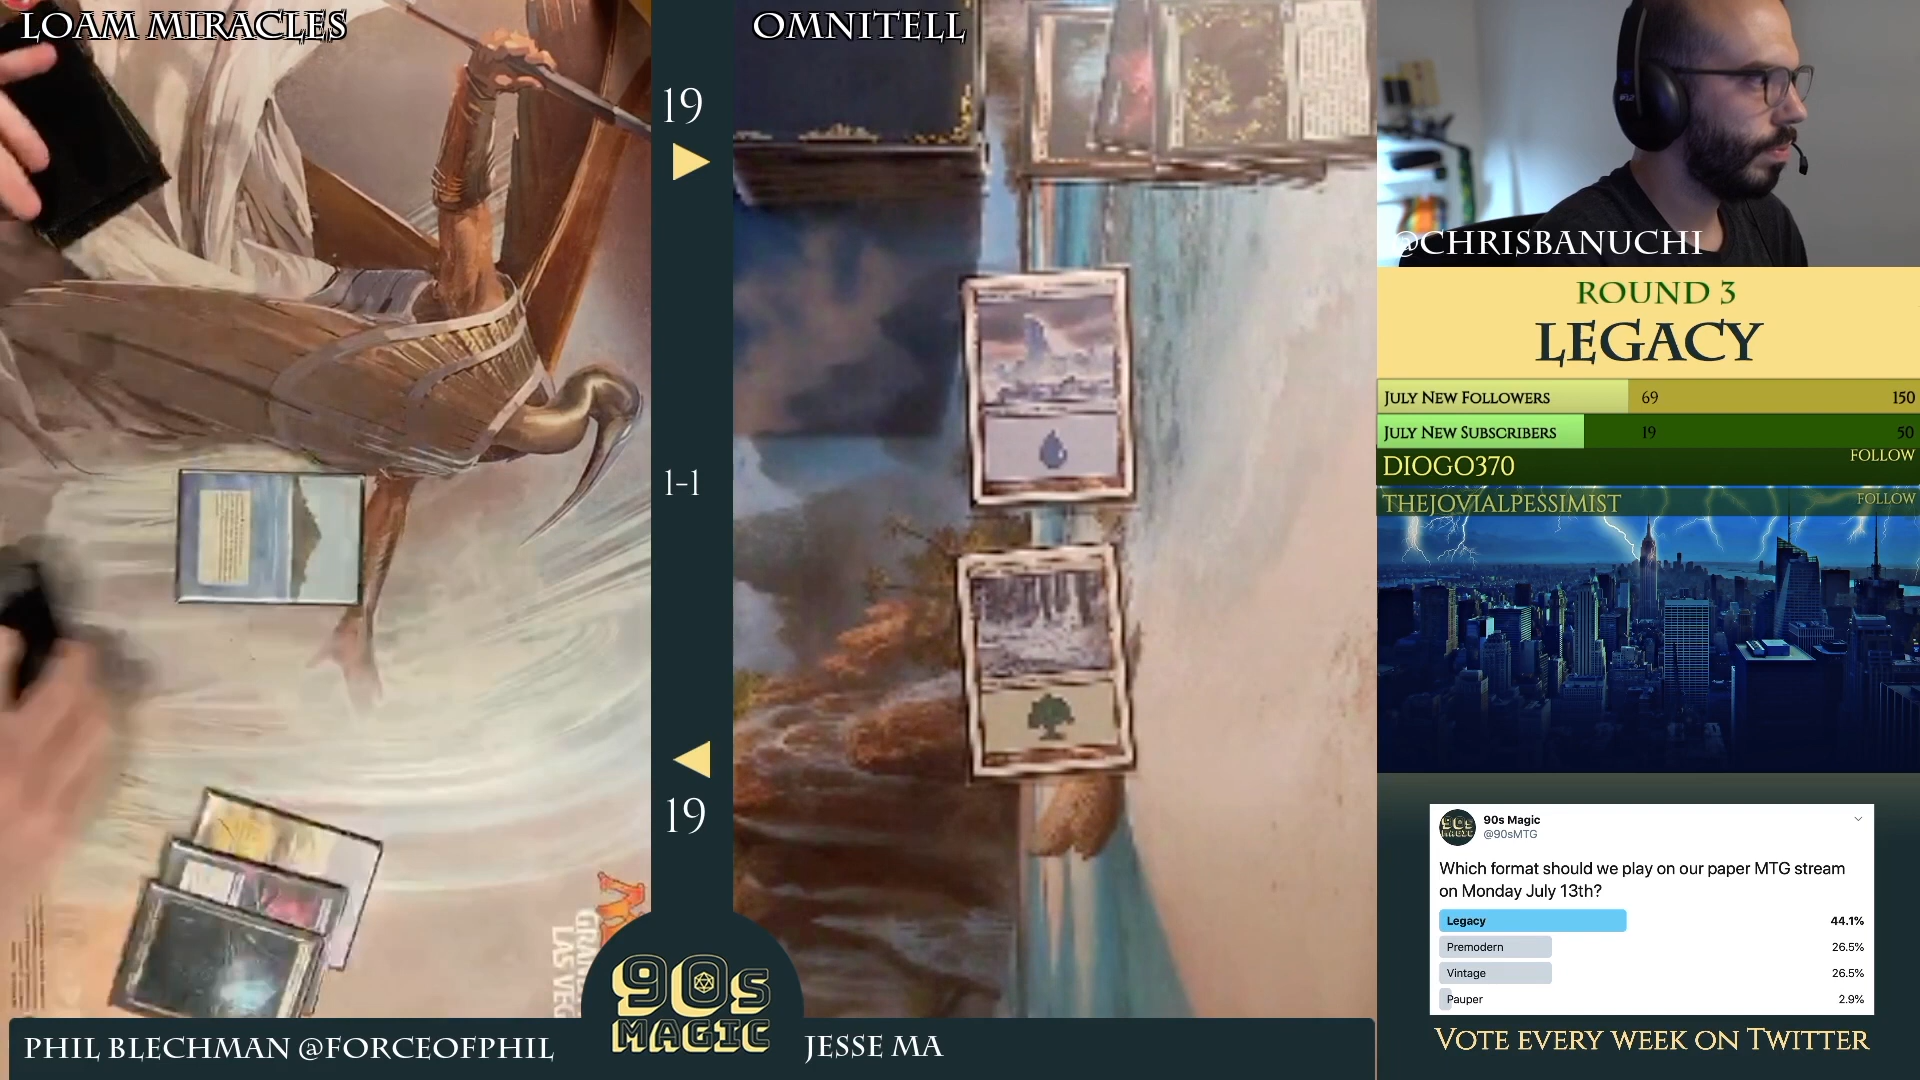 LOAM MIRACLES
OMNITELL
19
1-1
19
@CHRISBANUCHI
ROUND 3
LEGACY
JULY NEW FOLLOWERS 69 150
JULY NEW SUBSCRIBERS 19 50
DIOGO370 FOLLOW
THEJOVIALPESSIMIST FOLLOW
90s Magic
@90sMTG
Which format should we play on our paper MTG stream
on Monday July 13th?
Legacy 44.1%
Premodern 26.5%
Vintage 26.5%
Pauper 2.9%
VOTE EVERY WEEK ON TWITTER
90s
MAGIC
PHIL BLECHMAN @FORCEOFPHIL
JESSE MA